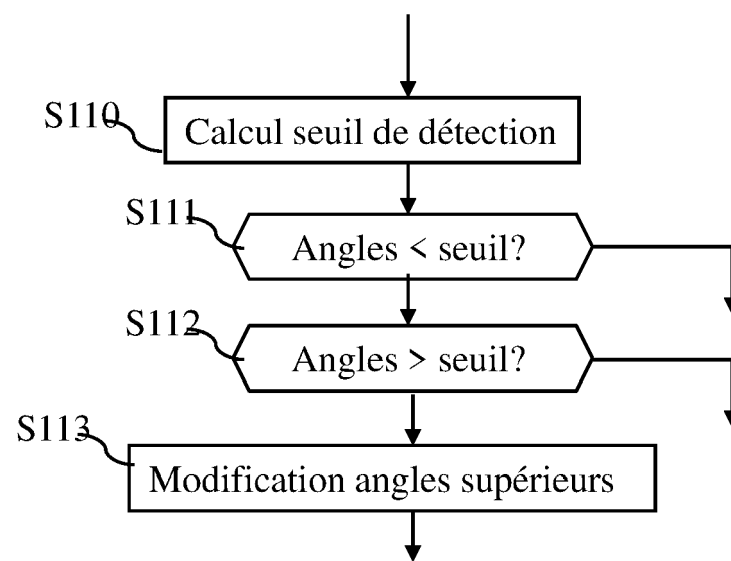 S110
Calcul seuil de détection
S111
Angles < seuil?
S112
Angles > seuil?
S113
Modification angles supérieurs